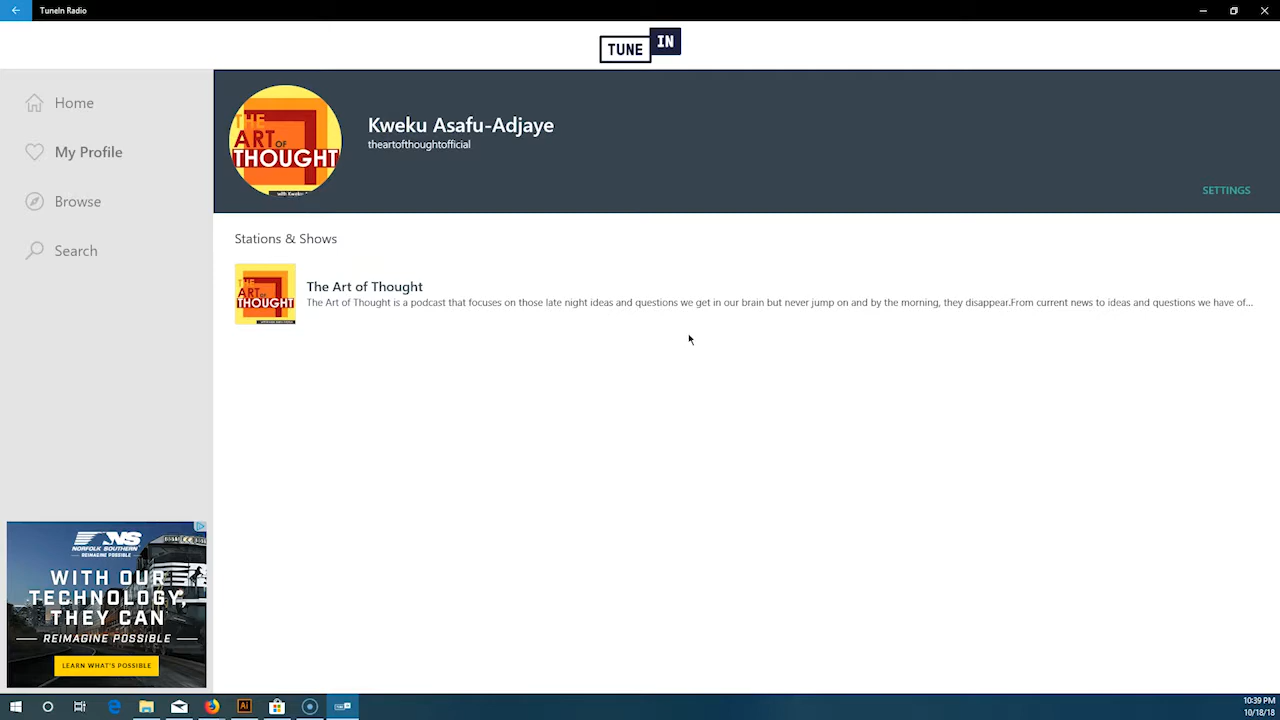 TuneIn Radio
TUNE IN
Home
My Profile
Browse
Search
THE
ART OF
THOUGHT
Kweku Asafu-Adjaye
theartofthoughtofficial
SETTINGS
Stations & Shows
THE
ART OF
THOUGHT
The Art of Thought
The Art of Thought is a podcast that focuses on those late night ideas and questions we get in our brain but never jump on and by the morning, they disappear.From current news to ideas and questions we have of...
NS
NORFOLK SOUTHERN
REIMAGINE POSSIBLE
WITH OUR
TECHNOLOGY,
THEY CAN
REIMAGINE POSSIBLE
LEARN WHAT'S POSSIBLE
Ai
10:39 PM
10/18/18